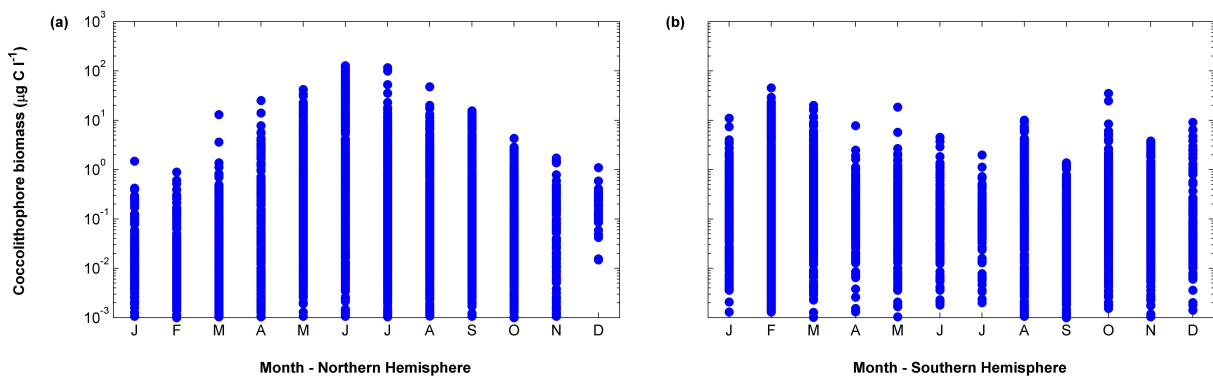 (a)
Coccolithophore biomass (µg C l⁻¹)
10³
10²
10¹
10⁰
10⁻¹
10⁻²
10⁻³
J F M A M J J A S O N D
Month - Northern Hemisphere
(b)
J F M A M J J A S O N D
Month - Southern Hemisphere